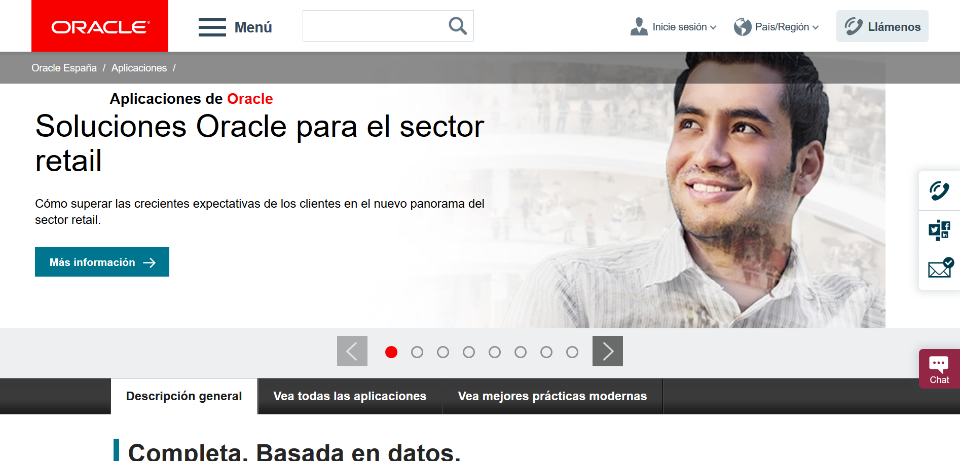 ORACLE
Menú
Inicie sesión
País/Región
Llámenos
Oracle España / Aplicaciones /
Aplicaciones de Oracle
Soluciones Oracle para el sector
retail
Cómo superar las crecientes expectativas de los clientes en el nuevo panorama del
sector retail.
Más información
Chat
Descripción general
Vea todas las aplicaciones
Vea mejores prácticas modernas
Completa. Basada en datos.